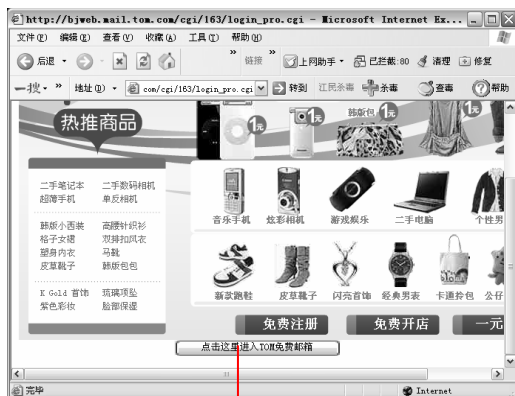 http://bjweb.mail.tom.com/cgi/163/login_pro.cgi - Microsoft Internet Ex...
文件(F) 编辑(E) 查看(V) 收藏(A) 工具(T) 帮助(H)
后退 » 链接 » 上网助手 已拦截:80 清理 修复
一搜 » 地址(D) com/cgi/163/login_pro.cgi 转到 江民杀毒 杀毒 查毒 帮助
热推商品
1元 韩版包 1元 1元
二手笔记本 二手数码相机
超薄手机 单反相机
音乐手机 炫彩相机 游戏娱乐 二手电脑 个性男
韩版小西装 高腰针织衫
格子女裙 双排扣风衣
塑身内衣 马靴
皮草靴子 韩版包包
K Gold 首饰 琉璃项坠
紫色彩妆 脸部保湿
新款跑鞋 皮草靴子 闪亮首饰 经典男表 卡通拎包 公仔
免费注册 免费开店 一元
点击这里进入TOM免费邮箱
完毕 Internet